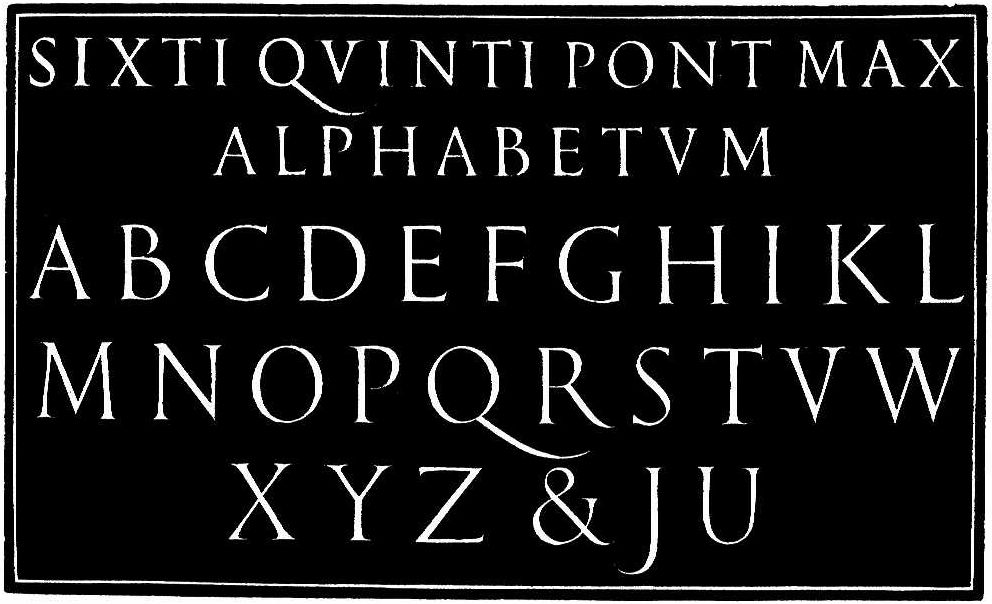 SIXTI QVINTI PONT MAX
ALPHABETVM
ABCDEFGHIKL
MNOPQRSTVW
XYZ & JU